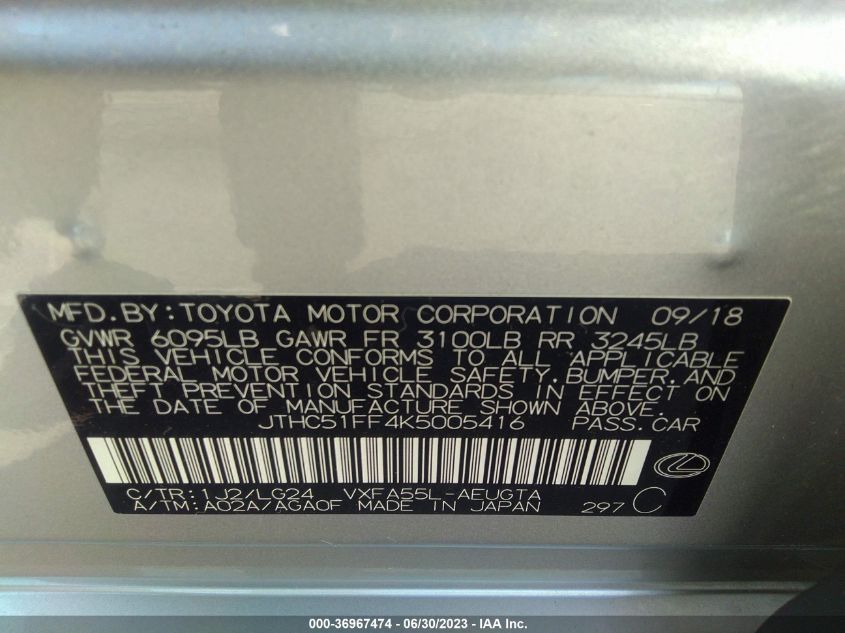 MFD.BY:TOYOTA MOTOR CORPORATION 09/18
GVWR 6095LB GAWR FR 3100LB RR 3245LB
THIS VEHICLE CONFORMS TO ALL APPLICABLE
FEDERAL MOTOR VEHICLE SAFETY,BUMPER,AND
THEFT PREVENTION STANDARDS IN EFFECT ON
THE DATE OF MANUFACTURE SHOWN ABOVE.
JTHC51FF4K5005416 PASS.CAR
C/TR:1J2/LG24 VXFA55L-AEUGTA
A/TM:A02A/AGA0F MADE IN JAPAN 297 C
000-36967474 / 06/30/2023 - IAA Inc.